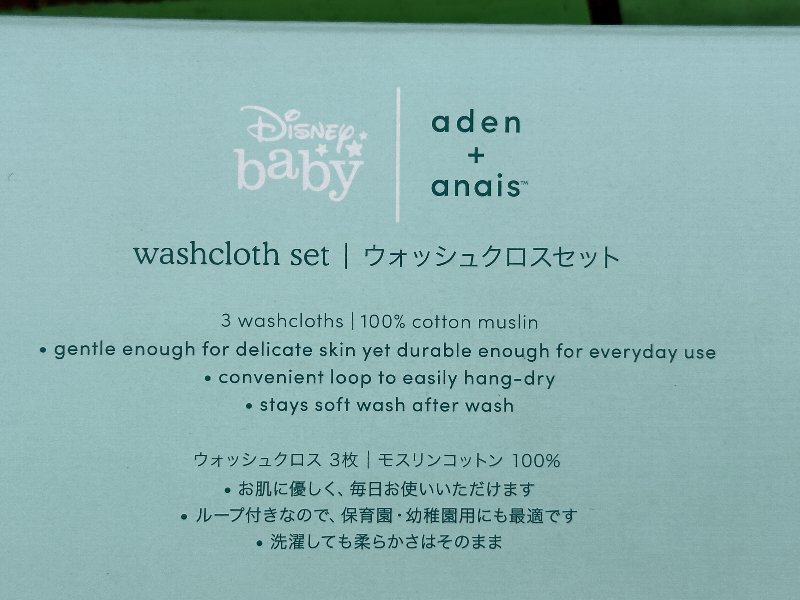 Disney
baby
aden
+
anais™
washcloth set | ウォッシュクロスセット
3 washcloths | 100% cotton muslin
• gentle enough for delicate skin yet durable enough for everyday use
• convenient loop to easily hang-dry
• stays soft wash after wash
ウォッシュクロス 3枚 | モスリンコットン 100%
• お肌に優しく、毎日お使いいただけます
• ループ付きなので、保育園・幼稚園用にも最適です
• 洗濯しても柔らかさはそのまま